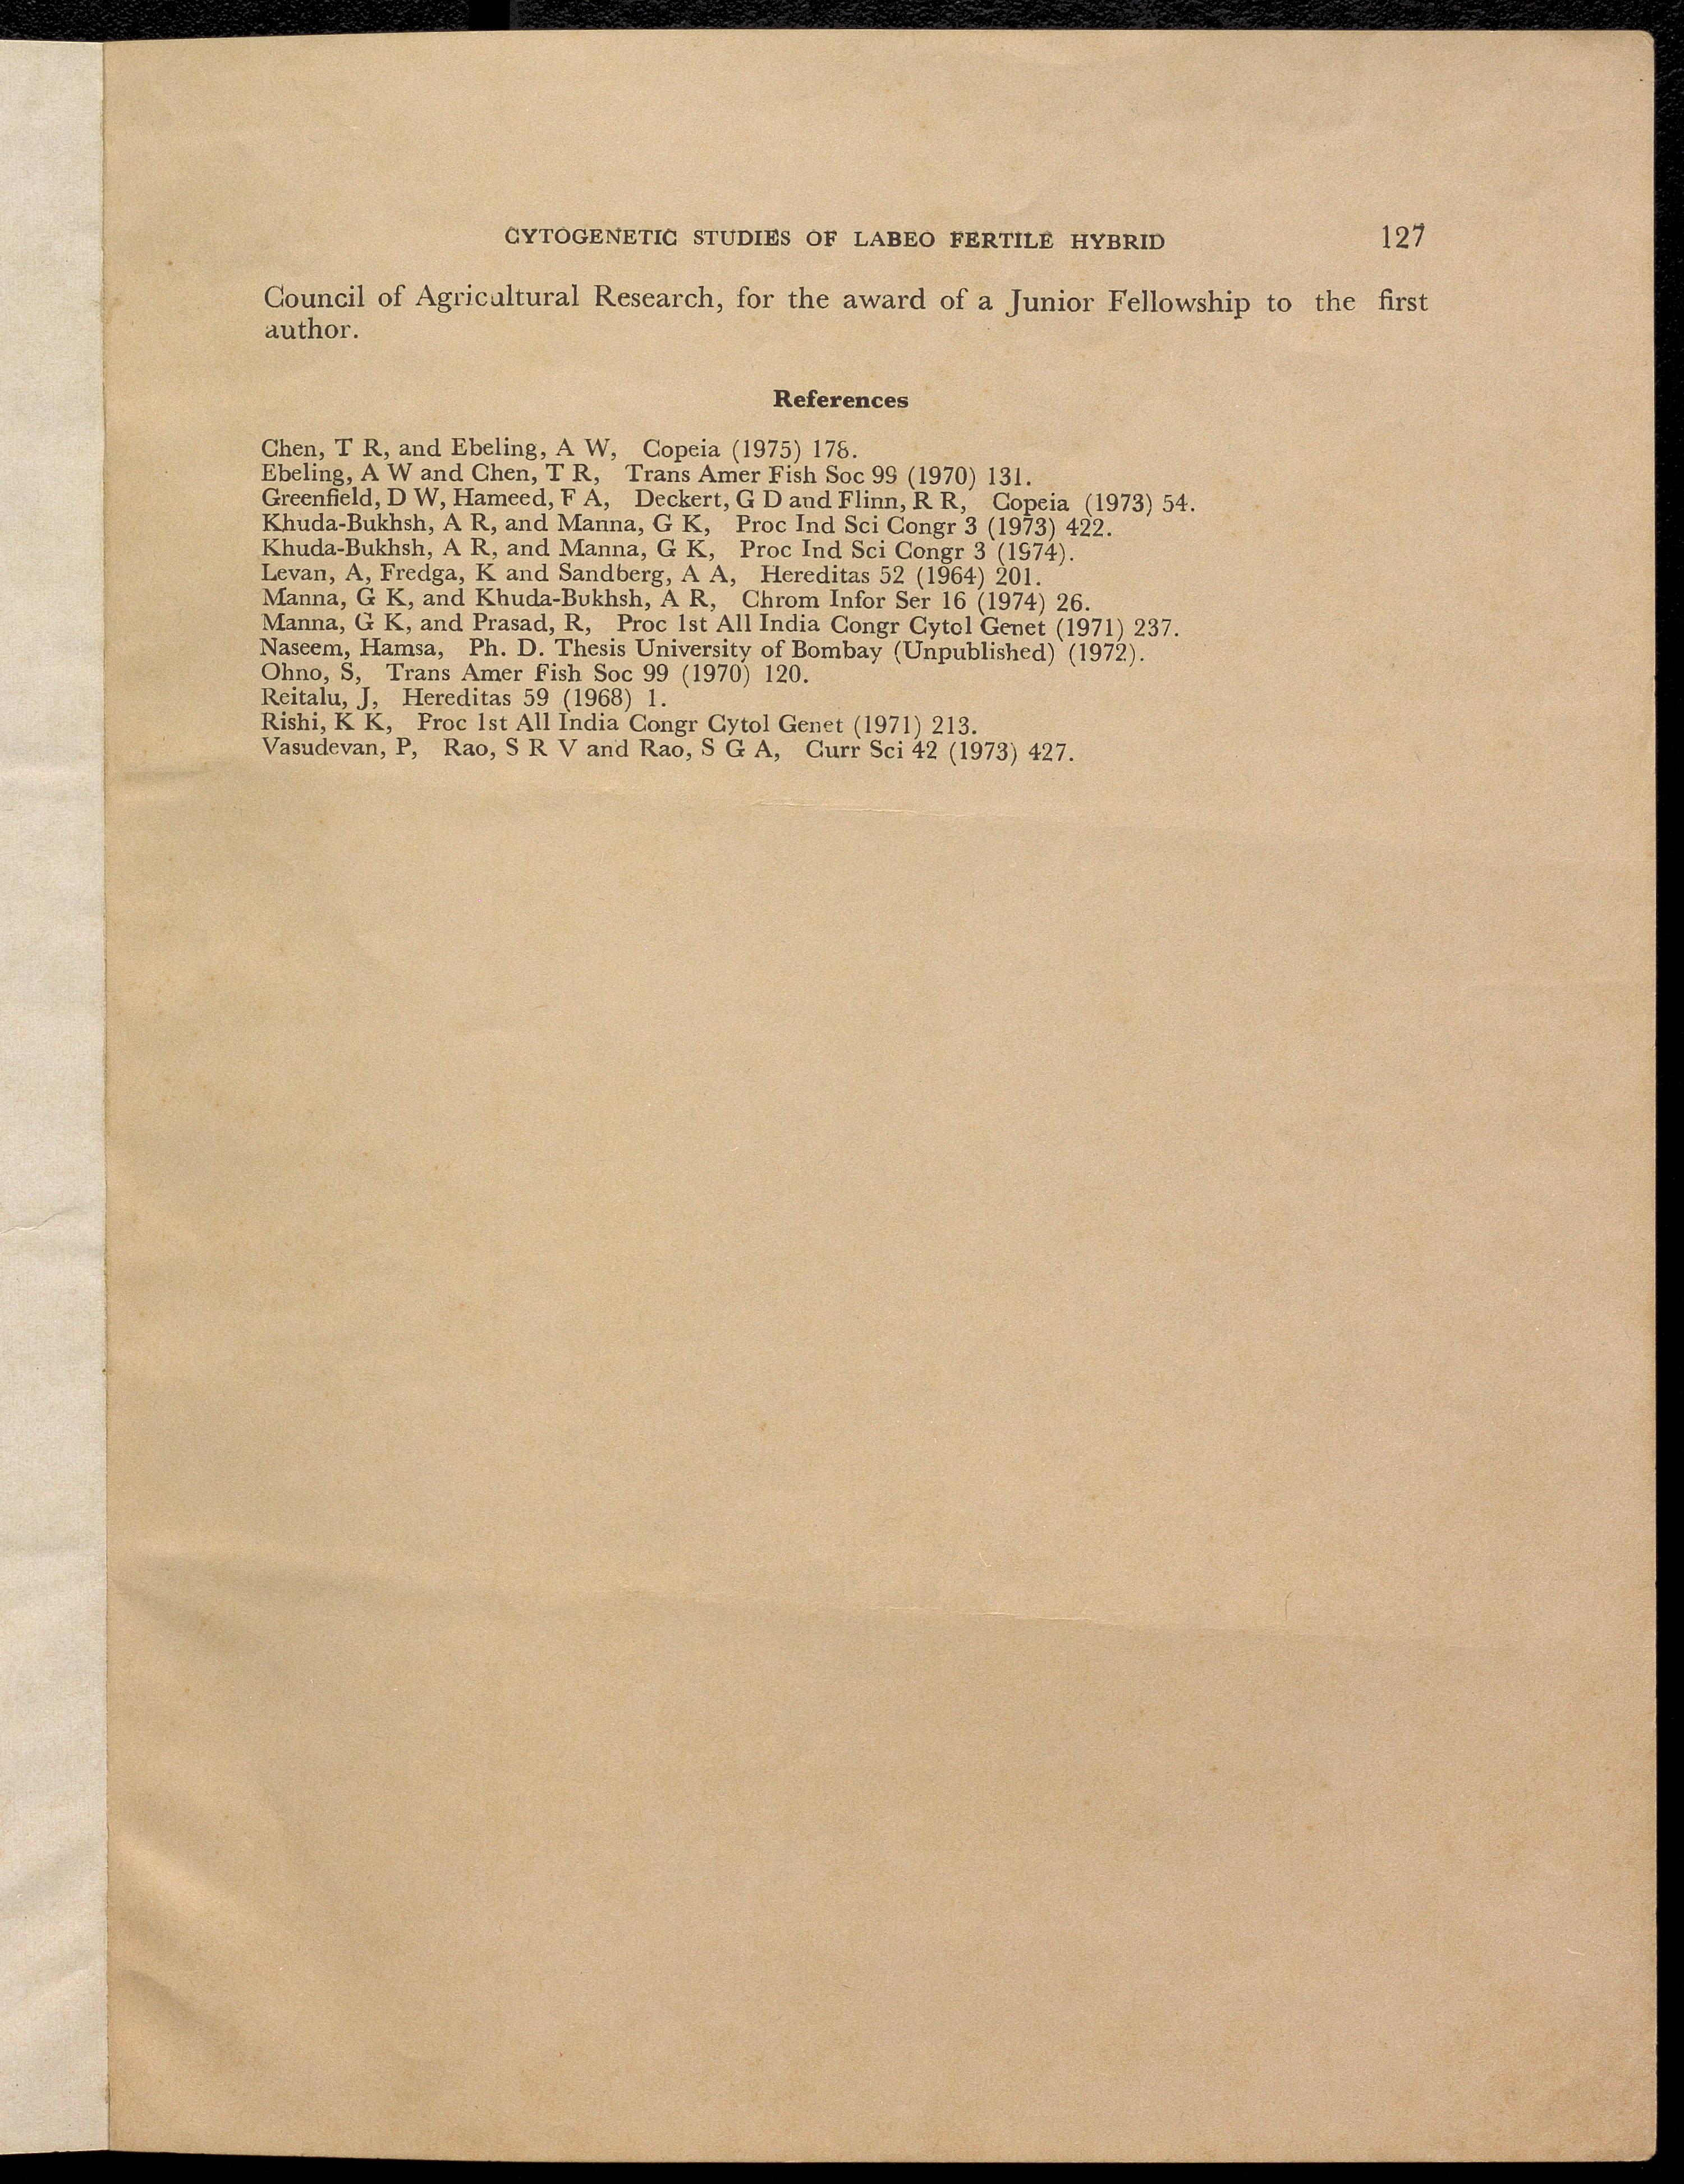 CYTOGENETIC STUDIES OF LABEO FERTILE HYBRID 127
Council of Agricultural Research, for the award of a Junior Fellowship to the first
author.
References
Chen, T R, and Ebeling, A W, Copeia (1975) 178.
Ebeling, A W and Chen, T R, Trans Amer Fish Soc 99 (1970) 131.
Greenfield, D W, Hameed, F A, Deckert, G D and Flinn, R R, Copeia (1973) 54.
Khuda-Bukhsh, A R, and Manna, G K, Proc Ind Sci Congr 3 (1973) 422.
Khuda-Bukhsh, A R, and Manna, G K, Proc Ind Sci Congr 3 (1974).
Levan, A, Fredga, K and Sandberg, A A, Hereditas 52 (1964) 201.
Manna, G K, and Khuda-Bukhsh, A R, Chrom Infor Ser 16 (1974) 26.
Manna, G K, and Prasad, R, Proc 1st All India Congr Cytol Genet (1971) 237.
Naseem, Hamsa, Ph. D. Thesis University of Bombay (Unpublished) (1972).
Ohno, S, Trans Amer Fish Soc 99 (1970) 120.
Reitalu, J, Hereditas 59 (1968) 1.
Rishi, K K, Proc 1st All India Congr Cytol Genet (1971) 213.
Vasudevan, P, Rao, S R V and Rao, S G A, Curr Sci 42 (1973) 427.